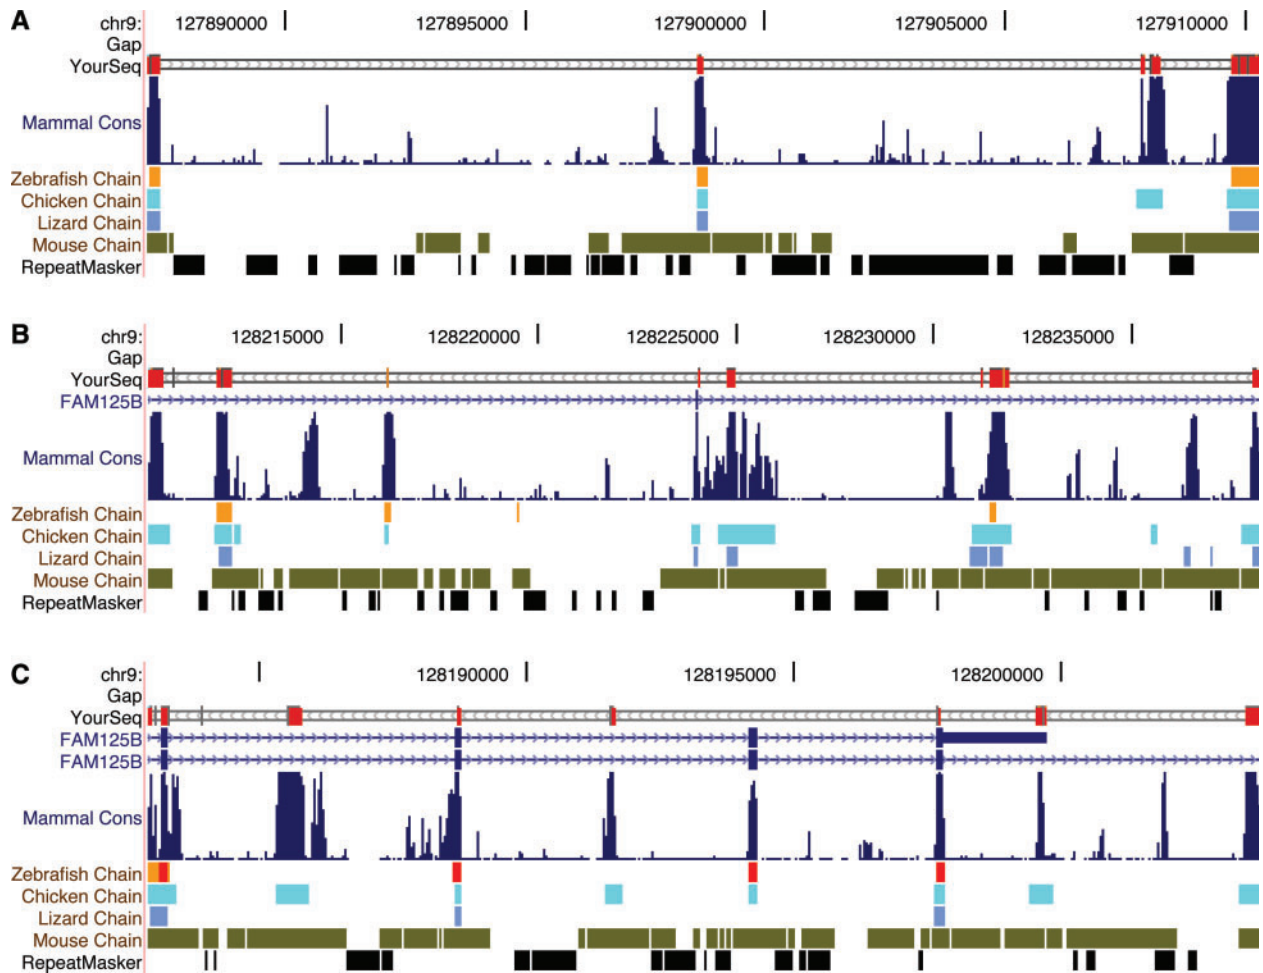 A
chr9: 127890000 127895000 127900000 127905000 127910000
Gap
YourSeq
Mammal Cons
Zebrafish Chain
Chicken Chain
Lizard Chain
Mouse Chain
RepeatMasker
B
chr9: 128215000 128220000 128225000 128230000 128235000
Gap
YourSeq
FAM125B
Mammal Cons
Zebrafish Chain
Chicken Chain
Lizard Chain
Mouse Chain
RepeatMasker
C
chr9: 128190000 128195000 128200000
Gap
YourSeq
FAM125B
FAM125B
Mammal Cons
Zebrafish Chain
Chicken Chain
Lizard Chain
Mouse Chain
RepeatMasker